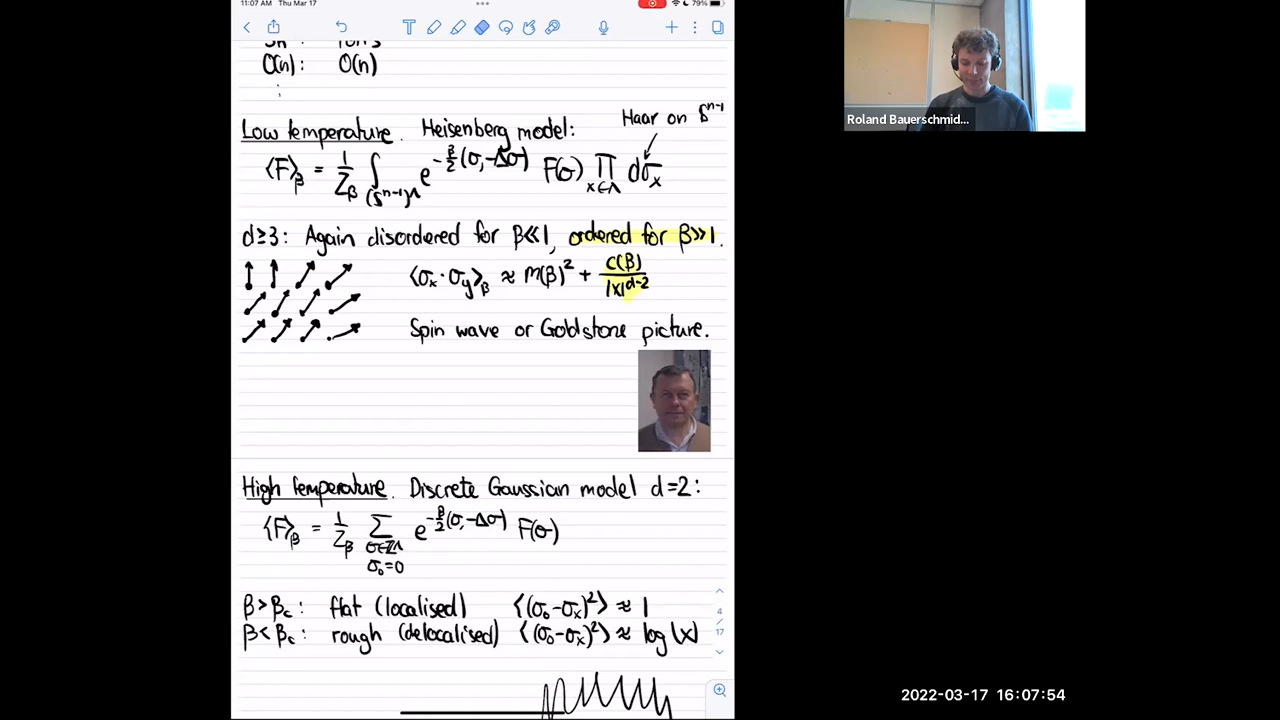 11:07 AM Thu Mar 17
79%
O(n): O(n)
Low temperature. Heisenberg model: Haar on S^{n-1}
⟨F⟩_β = 1/Z_β ∫_{(S^{n-1})^Λ} e^{-β/2 (σ,-Δσ)} F(σ) ∏_{x∈Λ} dσ_x
d≥3: Again disordered for β≪1, ordered for β≫1.
⟨σ_x · σ_y⟩_β ≈ m(β)² + c(β)/|x|^{d-2}
Spin wave or Goldstone picture.
High temperature. Discrete Gaussian model d=2:
⟨F⟩_β = 1/Z_β ∑_{σ∈ℤ^Λ, σ_0=0} e^{-β/2 (σ,-Δσ)} F(σ)
β > β_c: flat (localised) ⟨(σ_0-σ_x)²⟩ ≈ 1
β < β_c: rough (delocalised) ⟨(σ_0-σ_x)²⟩ ≈ log|x|
4
/
17
Roland Bauerschmid...
2022-03-17 16:07:54